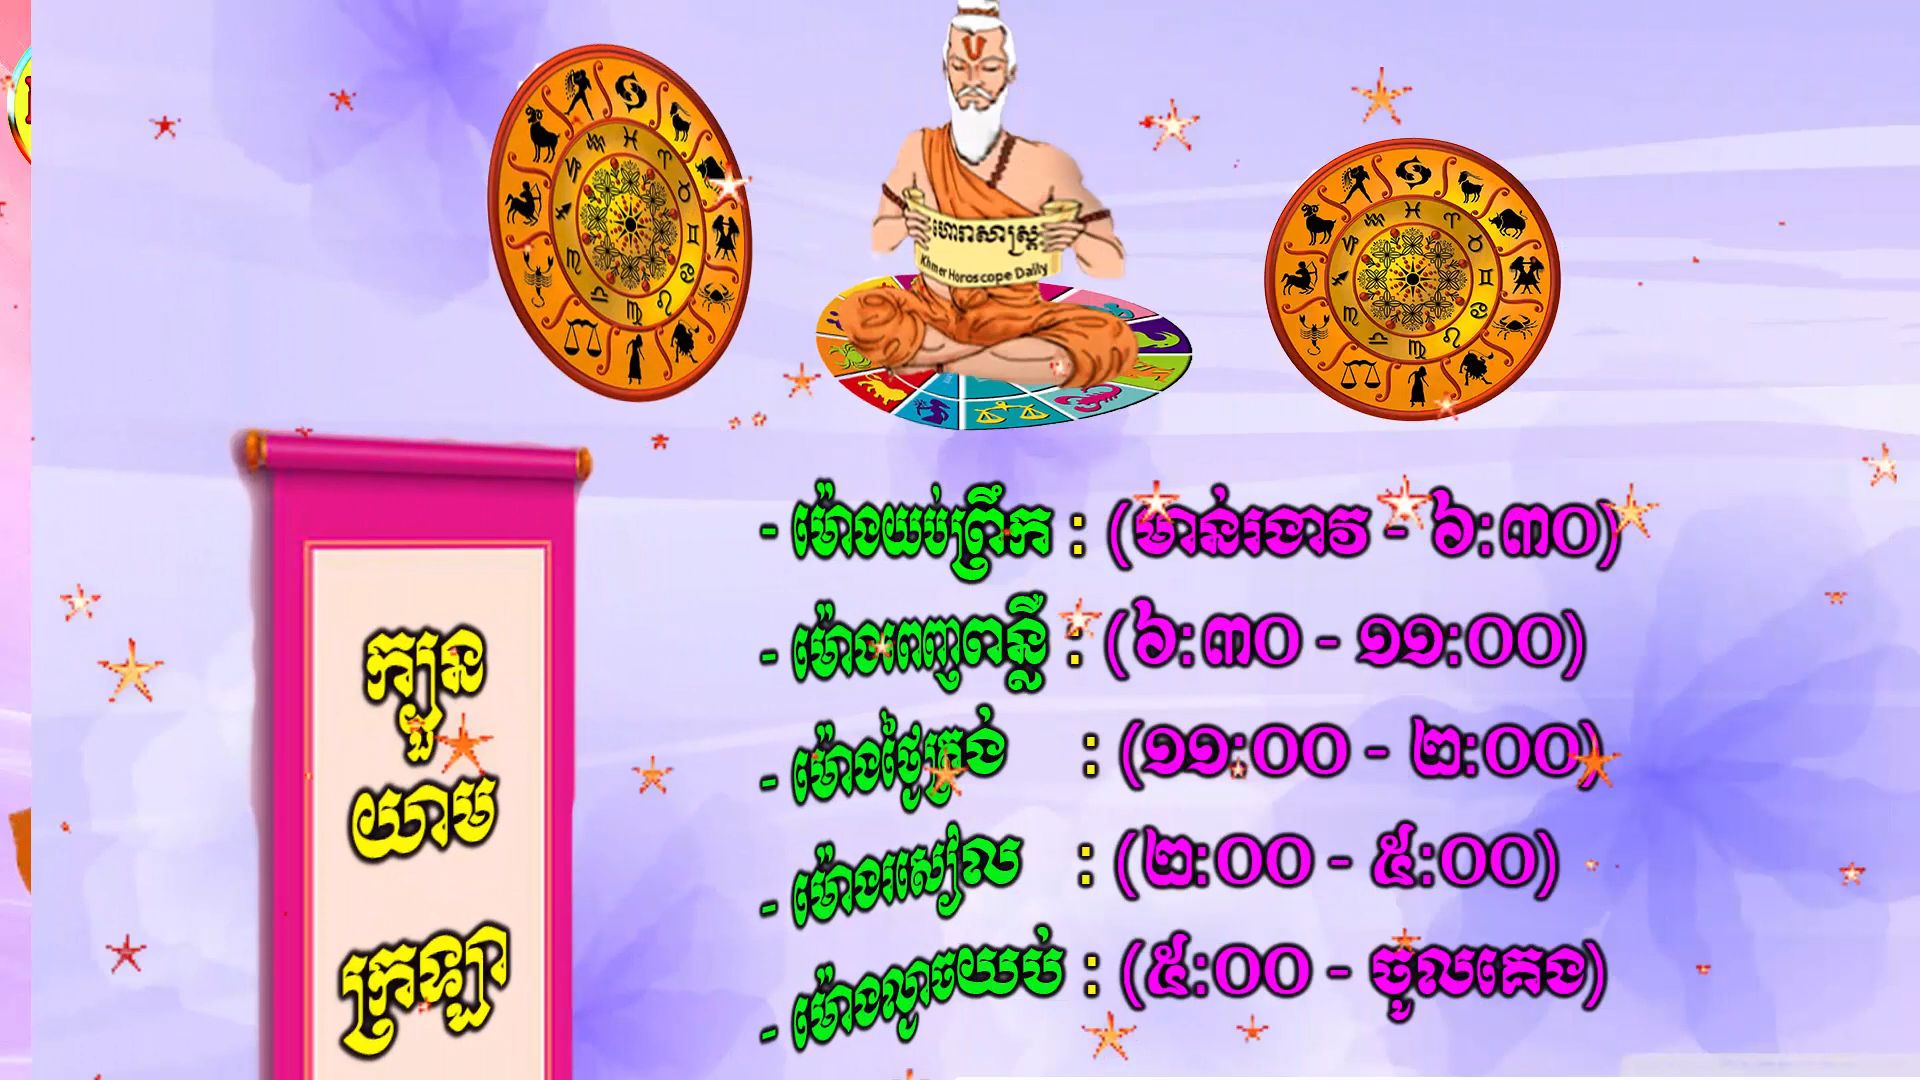 ហោរាសាស្ត្រ
Khmer Horoscope Daily
- ម៉ោងយប់ព្រឹក : (មាន់រងាវ - ៦:៣០)
- ម៉ោងពេញពន្លឺ : (៦:៣០ - ១១:០០)
- ម៉ោងថ្ងៃត្រង់ : (១១:០០ - ២:០០)
- ម៉ោងរសៀល : (២:០០ - ៥:០០)
- ម៉ោងល្ងាចយប់ : (៥:០០ - ចូលគេង)
ក្បួន
យាម
ក្រឡា